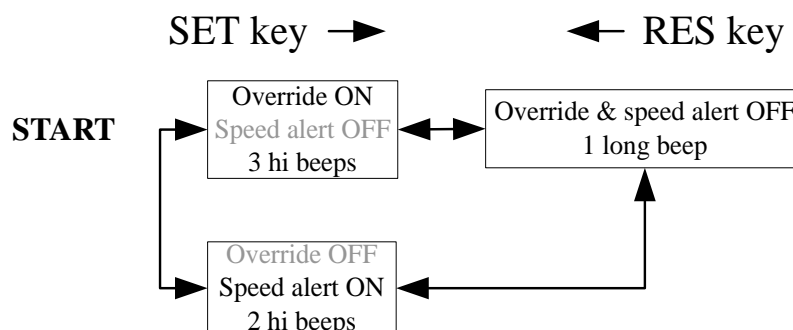 SET key
RES key
START
Override ON
Speed alert OFF
3 hi beeps
Override & speed alert OFF
1 long beep
Override OFF
Speed alert ON
2 hi beeps